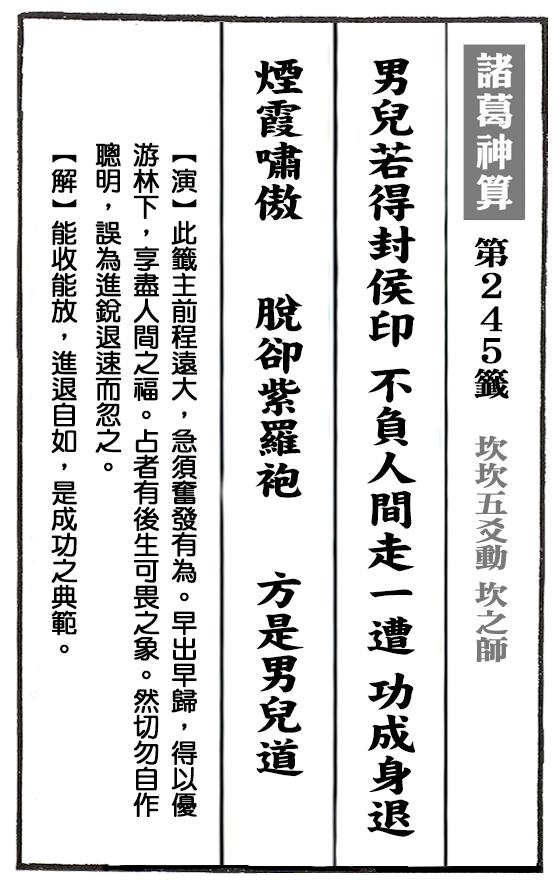 諸葛神算 第245籤 坎坎五爻動 坎之師
男兒若得封侯印 不負人間走一遭 功成身退
煙霞嘯傲 脫卻紫羅袍 方是男兒道
【演】此籤主前程遠大，急須奮發有為。早出早歸，得以優
游林下，享盡人間之福。占者有後生可畏之象。然切勿自作
聰明，誤為進銳退速而忽之。
【解】能收能放，進退自如，是成功之典範。